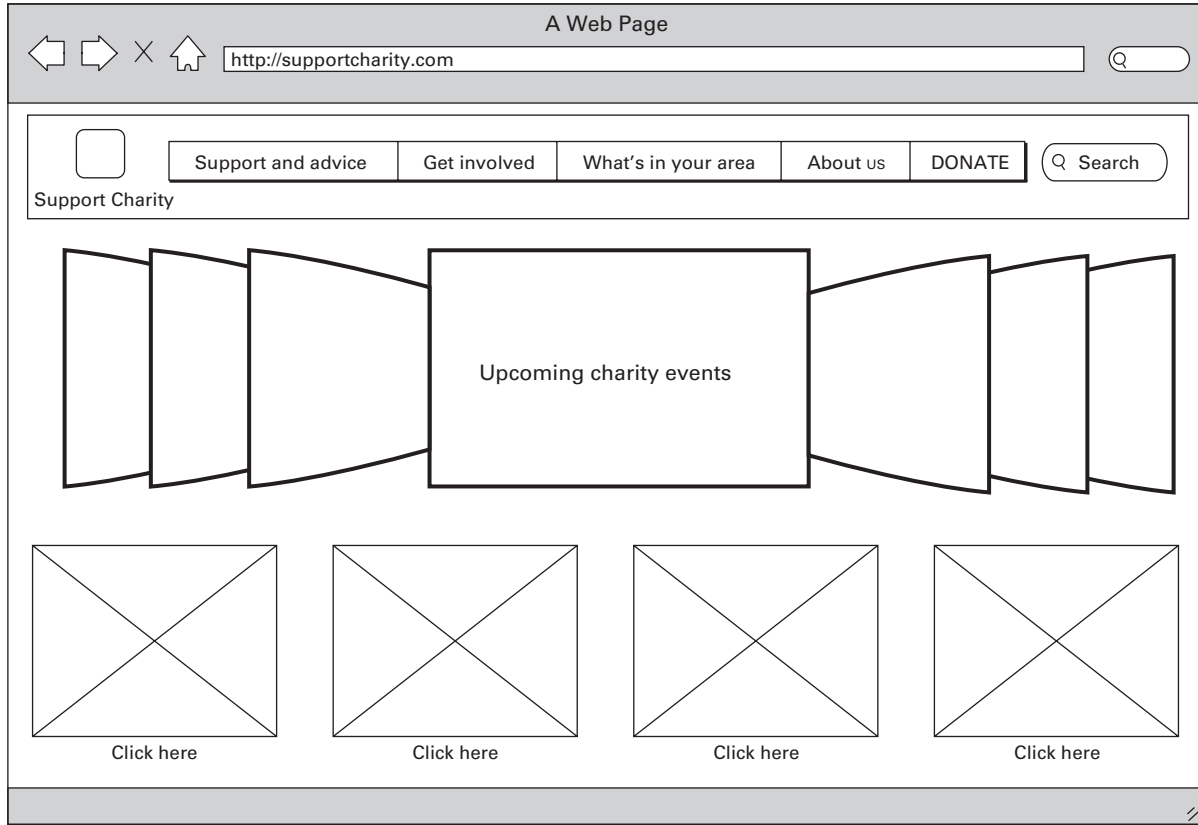 A Web Page
http://supportcharity.com
Support and advice
Get involved
What's in your area
About us
DONATE
Search
Support Charity
Upcoming charity events
Click here
Click here
Click here
Click here